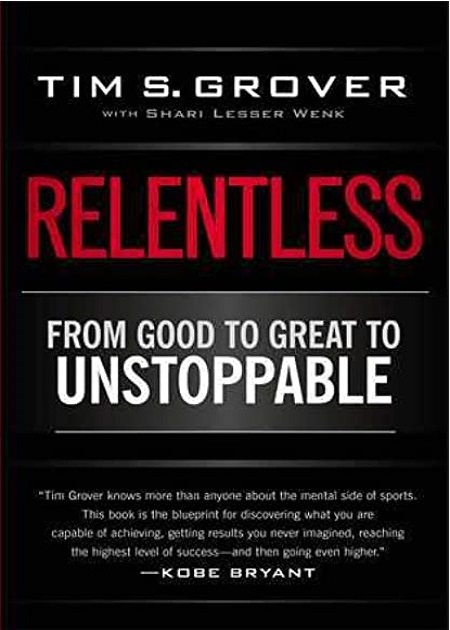 TIM S. GROVER
WITH SHARI LESSER WENK
RELENTLESS
FROM GOOD TO GREAT TO
UNSTOPPABLE
"Tim Grover knows more than anyone about the mental side of sports.
This book is the blueprint for discovering what you are
capable of achieving, getting results you never imagined, reaching
the highest level of success—and then going even higher."
—KOBE BRYANT